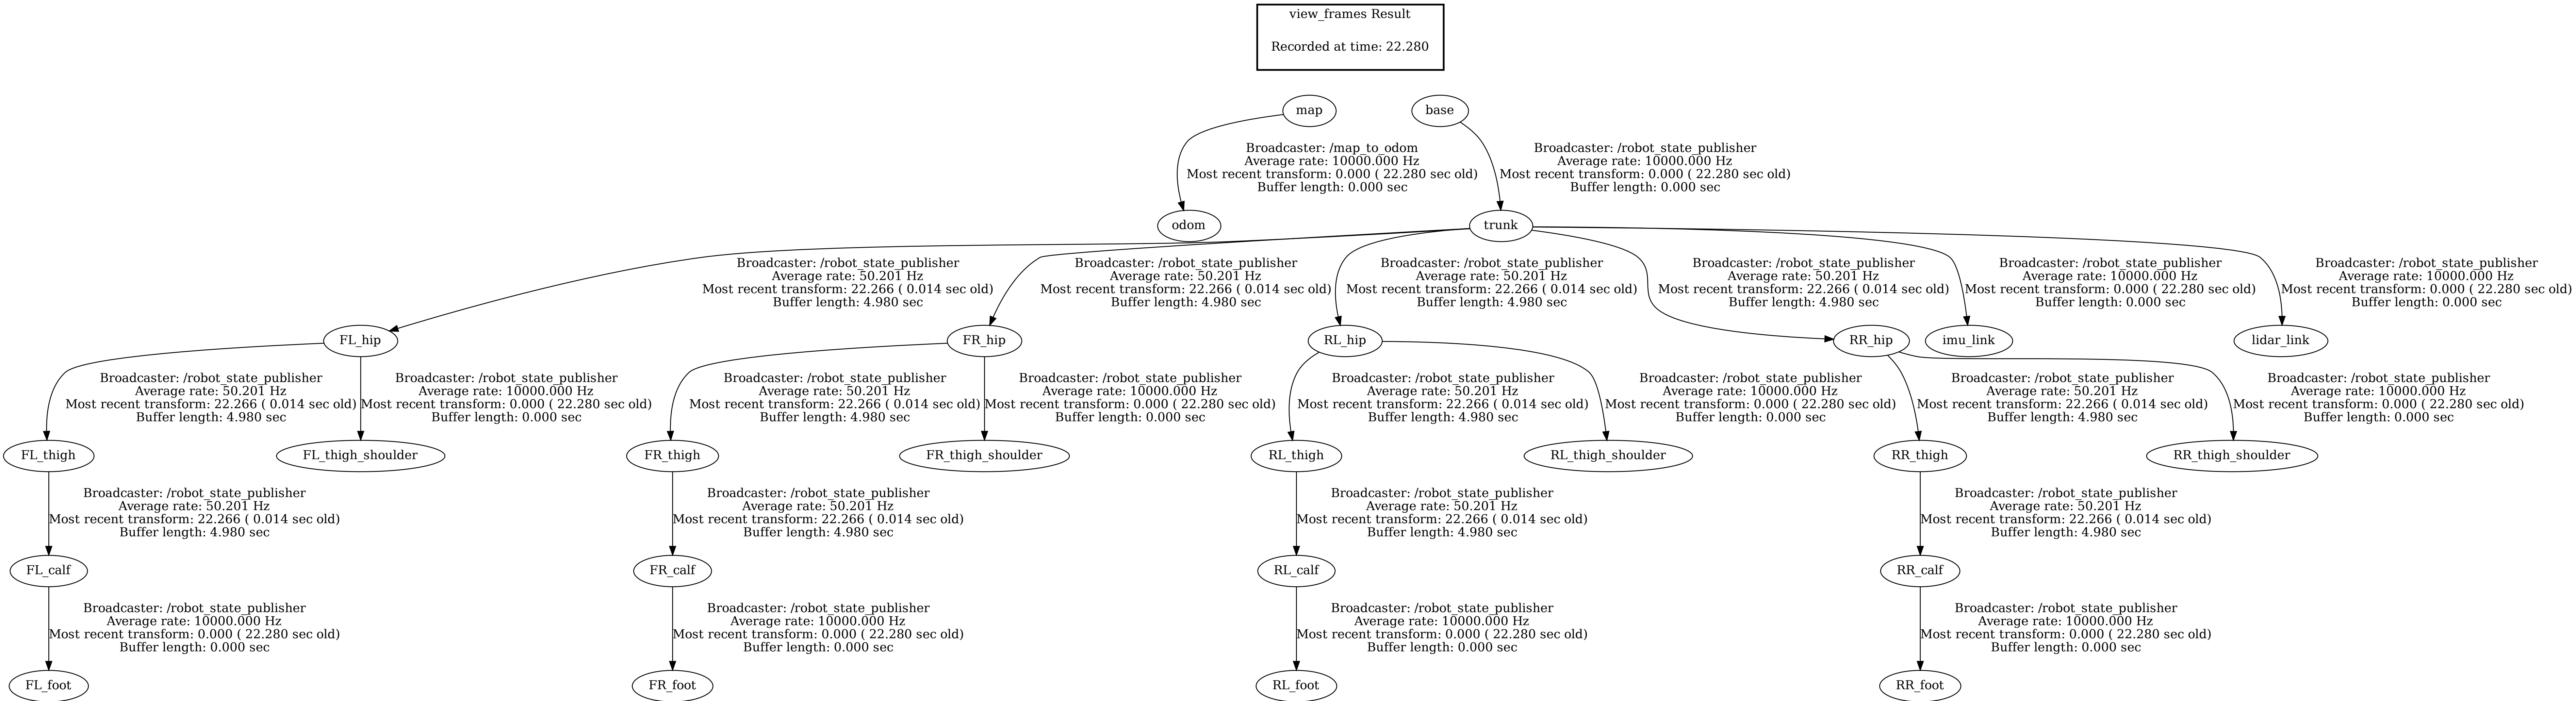 view_frames Result
Recorded at time: 22.280
map
base
Broadcaster: /map_to_odom
Average rate: 10000.000 Hz
Most recent transform: 0.000 ( 22.280 sec old)
Buffer length: 0.000 sec
Broadcaster: /robot_state_publisher
Average rate: 10000.000 Hz
Most recent transform: 0.000 ( 22.280 sec old)
Buffer length: 0.000 sec
odom
trunk
Broadcaster: /robot_state_publisher
Average rate: 50.201 Hz
Most recent transform: 22.266 ( 0.014 sec old)
Buffer length: 4.980 sec
Broadcaster: /robot_state_publisher
Average rate: 50.201 Hz
Most recent transform: 22.266 ( 0.014 sec old)
Buffer length: 4.980 sec
Broadcaster: /robot_state_publisher
Average rate: 50.201 Hz
Most recent transform: 22.266 ( 0.014 sec old)
Buffer length: 4.980 sec
Broadcaster: /robot_state_publisher
Average rate: 50.201 Hz
Most recent transform: 22.266 ( 0.014 sec old)
Buffer length: 4.980 sec
Broadcaster: /robot_state_publisher
Average rate: 10000.000 Hz
Most recent transform: 0.000 ( 22.280 sec old)
Buffer length: 0.000 sec
Broadcaster: /robot_state_publisher
Average rate: 10000.000 Hz
Most recent transform: 0.000 ( 22.280 sec old)
Buffer length: 0.000 sec
FL_hip
FR_hip
RL_hip
RR_hip
imu_link
lidar_link
Broadcaster: /robot_state_publisher
Average rate: 50.201 Hz
Most recent transform: 22.266 ( 0.014 sec old)
Buffer length: 4.980 sec
Broadcaster: /robot_state_publisher
Average rate: 10000.000 Hz
Most recent transform: 0.000 ( 22.280 sec old)
Buffer length: 0.000 sec
Broadcaster: /robot_state_publisher
Average rate: 50.201 Hz
Most recent transform: 22.266 ( 0.014 sec old)
Buffer length: 4.980 sec
Broadcaster: /robot_state_publisher
Average rate: 10000.000 Hz
Most recent transform: 0.000 ( 22.280 sec old)
Buffer length: 0.000 sec
Broadcaster: /robot_state_publisher
Average rate: 50.201 Hz
Most recent transform: 22.266 ( 0.014 sec old)
Buffer length: 4.980 sec
Broadcaster: /robot_state_publisher
Average rate: 10000.000 Hz
Most recent transform: 0.000 ( 22.280 sec old)
Buffer length: 0.000 sec
Broadcaster: /robot_state_publisher
Average rate: 50.201 Hz
Most recent transform: 22.266 ( 0.014 sec old)
Buffer length: 4.980 sec
Broadcaster: /robot_state_publisher
Average rate: 10000.000 Hz
Most recent transform: 0.000 ( 22.280 sec old)
Buffer length: 0.000 sec
FL_thigh
FL_thigh_shoulder
FR_thigh
FR_thigh_shoulder
RL_thigh
RL_thigh_shoulder
RR_thigh
RR_thigh_shoulder
Broadcaster: /robot_state_publisher
Average rate: 50.201 Hz
Most recent transform: 22.266 ( 0.014 sec old)
Buffer length: 4.980 sec
Broadcaster: /robot_state_publisher
Average rate: 50.201 Hz
Most recent transform: 22.266 ( 0.014 sec old)
Buffer length: 4.980 sec
Broadcaster: /robot_state_publisher
Average rate: 50.201 Hz
Most recent transform: 22.266 ( 0.014 sec old)
Buffer length: 4.980 sec
Broadcaster: /robot_state_publisher
Average rate: 50.201 Hz
Most recent transform: 22.266 ( 0.014 sec old)
Buffer length: 4.980 sec
FL_calf
FR_calf
RL_calf
RR_calf
Broadcaster: /robot_state_publisher
Average rate: 10000.000 Hz
Most recent transform: 0.000 ( 22.280 sec old)
Buffer length: 0.000 sec
Broadcaster: /robot_state_publisher
Average rate: 10000.000 Hz
Most recent transform: 0.000 ( 22.280 sec old)
Buffer length: 0.000 sec
Broadcaster: /robot_state_publisher
Average rate: 10000.000 Hz
Most recent transform: 0.000 ( 22.280 sec old)
Buffer length: 0.000 sec
Broadcaster: /robot_state_publisher
Average rate: 10000.000 Hz
Most recent transform: 0.000 ( 22.280 sec old)
Buffer length: 0.000 sec
FL_foot
FR_foot
RL_foot
RR_foot